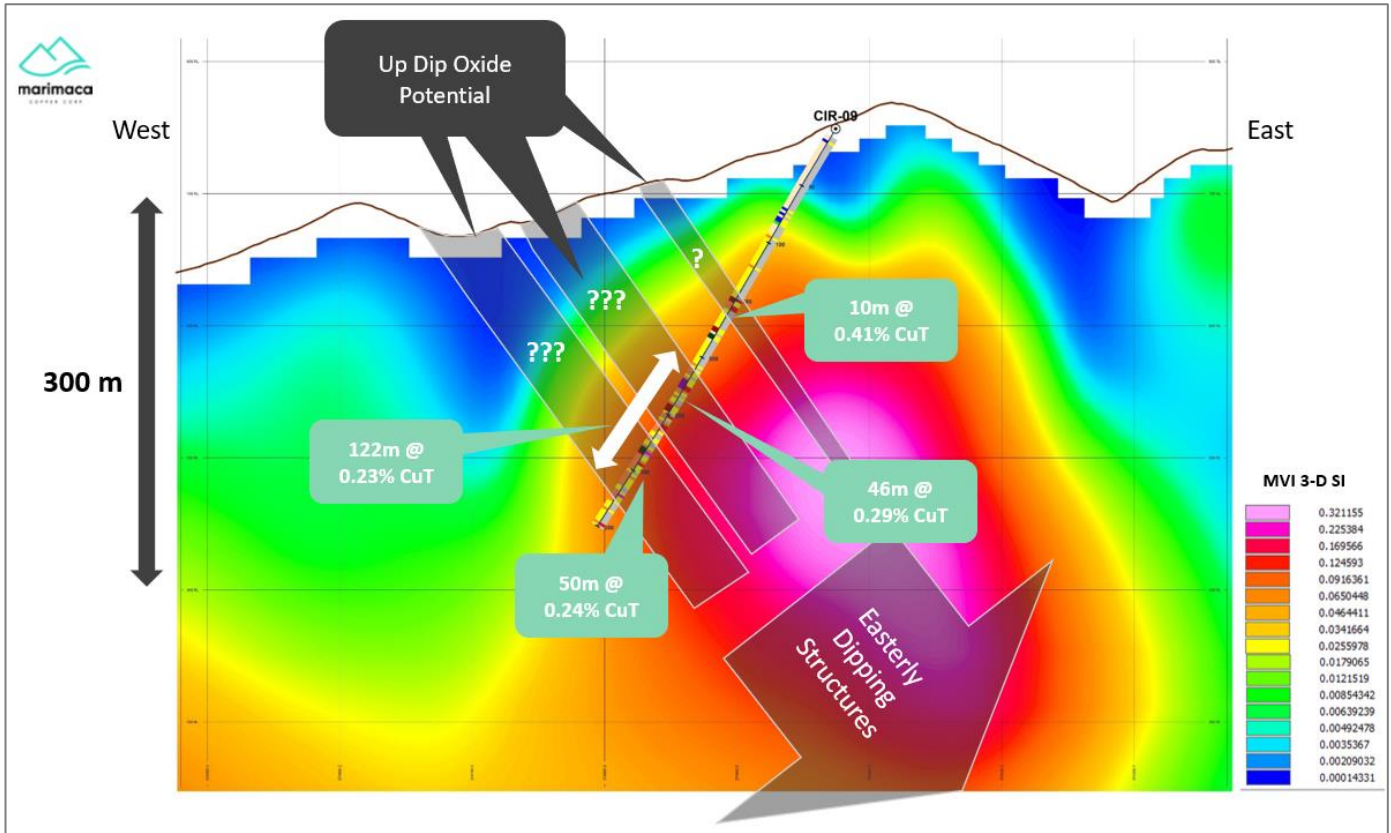 marimaca
COPPER CORP
West
East
Up Dip Oxide
Potential
CIR-09
300 m
?
???
???
10m @
0.41% CuT
122m @
0.23% CuT
46m @
0.29% CuT
50m @
0.24% CuT
Easterly
Dipping
Structures
MVI 3-D SI
0.321155
0.225384
0.169566
0.124593
0.0916361
0.0650448
0.0464411
0.0341664
0.0255978
0.0179065
0.0121519
0.00854342
0.00639239
0.00492478
0.0035367
0.00209032
0.00014331